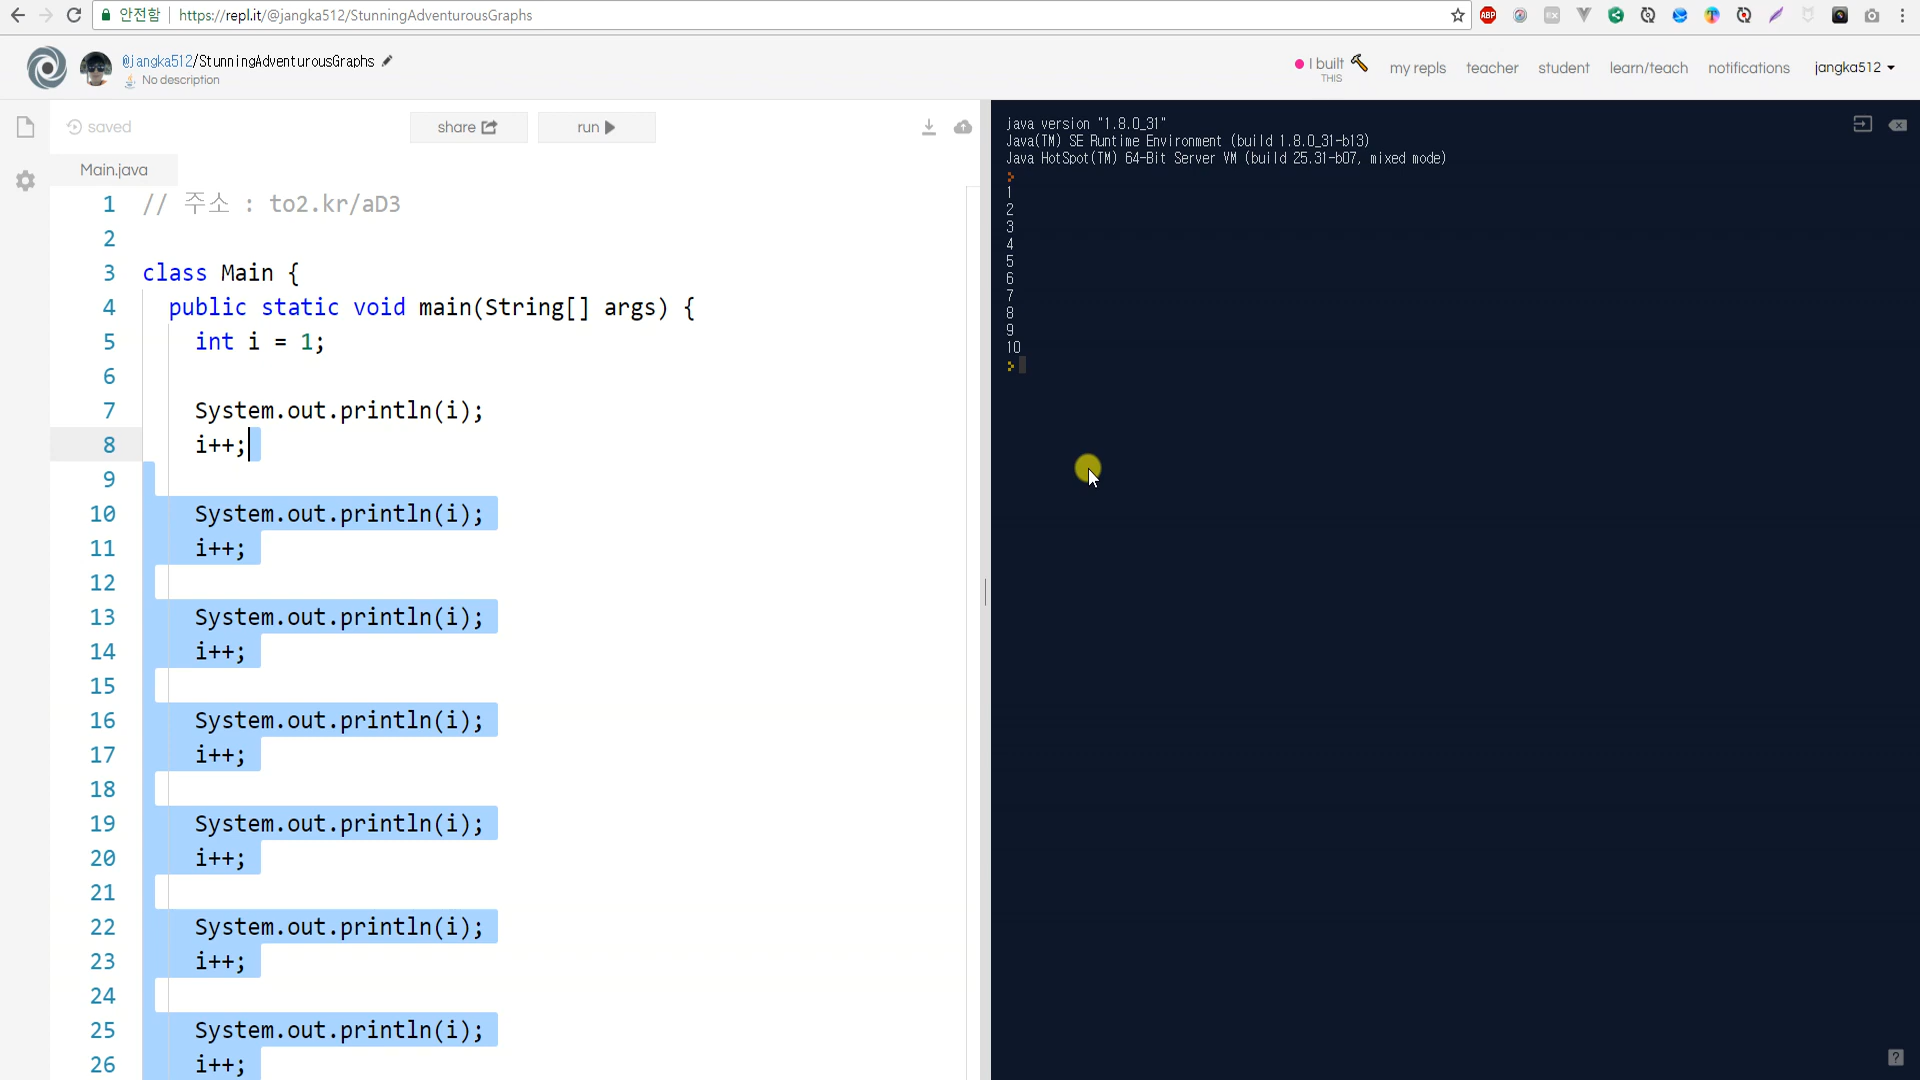 안전함 https://repl.it/@jangka512/StunningAdventurousGraphs
ABP
@jangka512/StunningAdventurousGraphs
No description
I built
THIS
my repls teacher student learn/teach notifications jangka512
saved share run
Main.java
1 // 주소 : to2.kr/aD3
2
3 class Main {
4 public static void main(String[] args) {
5 int i = 1;
6
7 System.out.println(i);
8 i++;
9
10 System.out.println(i);
11 i++;
12
13 System.out.println(i);
14 i++;
15
16 System.out.println(i);
17 i++;
18
19 System.out.println(i);
20 i++;
21
22 System.out.println(i);
23 i++;
24
25 System.out.println(i);
26 i++;
java version "1.8.0_31"
Java(TM) SE Runtime Environment (build 1.8.0_31-b13)
Java HotSpot(TM) 64-Bit Server VM (build 25.31-b07, mixed mode)
>
1
2
3
4
5
6
7
8
9
10
>
?